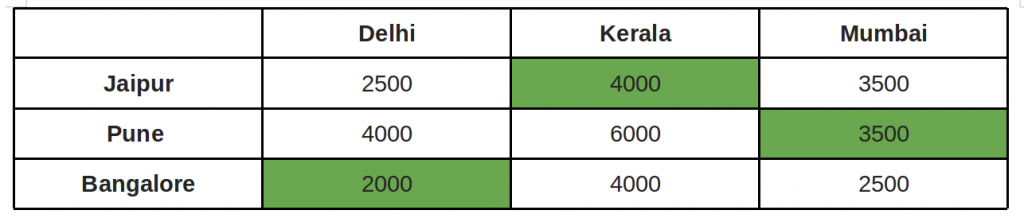 Delhi Kerala Mumbai
Jaipur 2500 4000 3500
Pune 4000 6000 3500
Bangalore 2000 4000 2500